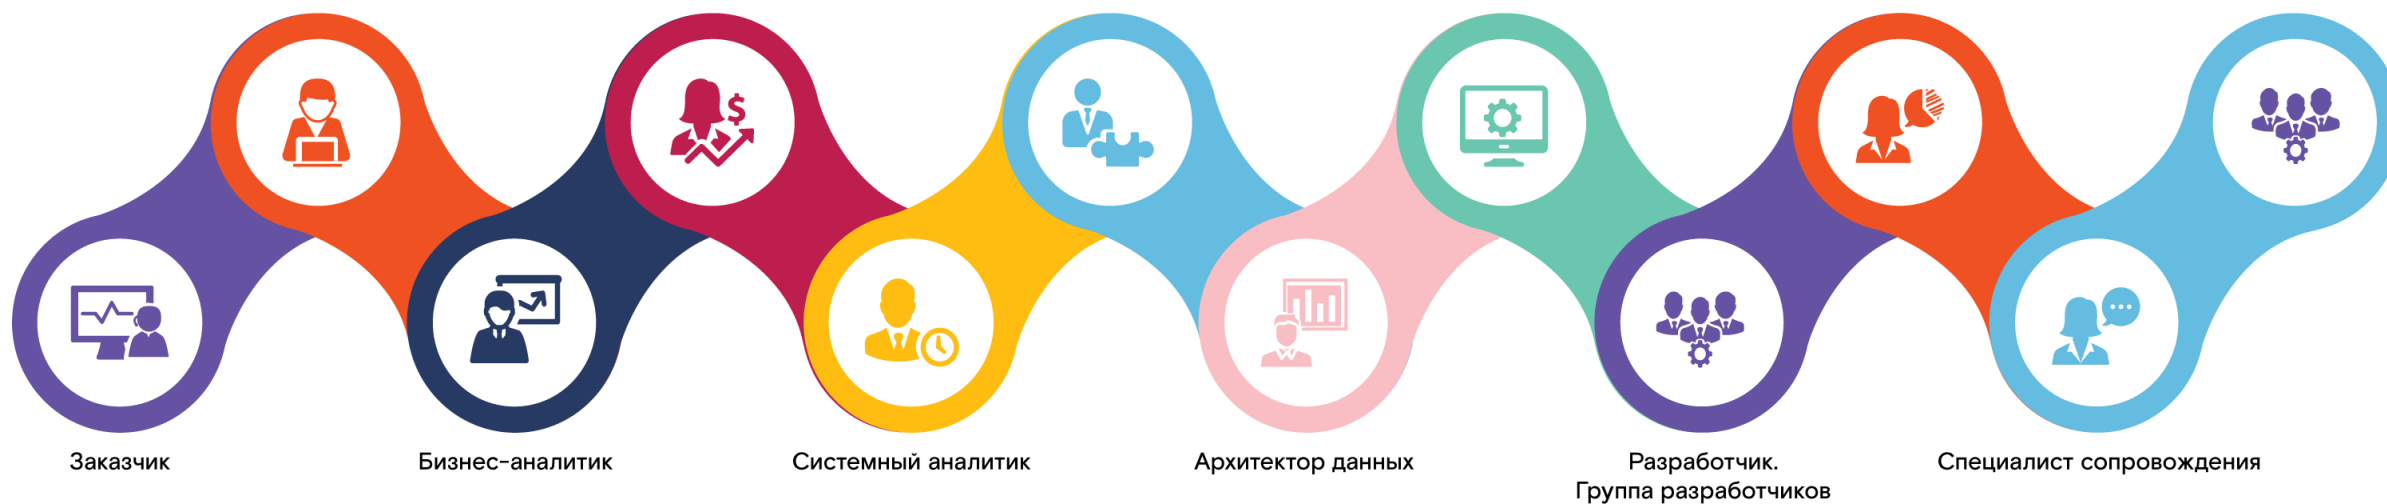 Заказчик
Бизнес-аналитик
Системный аналитик
Архитектор данных
Разработчик.
Группа разработчиков
Специалист сопровождения